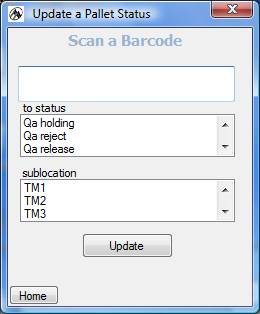 Update a Pallet Status
Scan a Barcode
to status
Qa holding
Qa reject
Qa release
sublocation
TM1
TM2
TM3
Update
Home